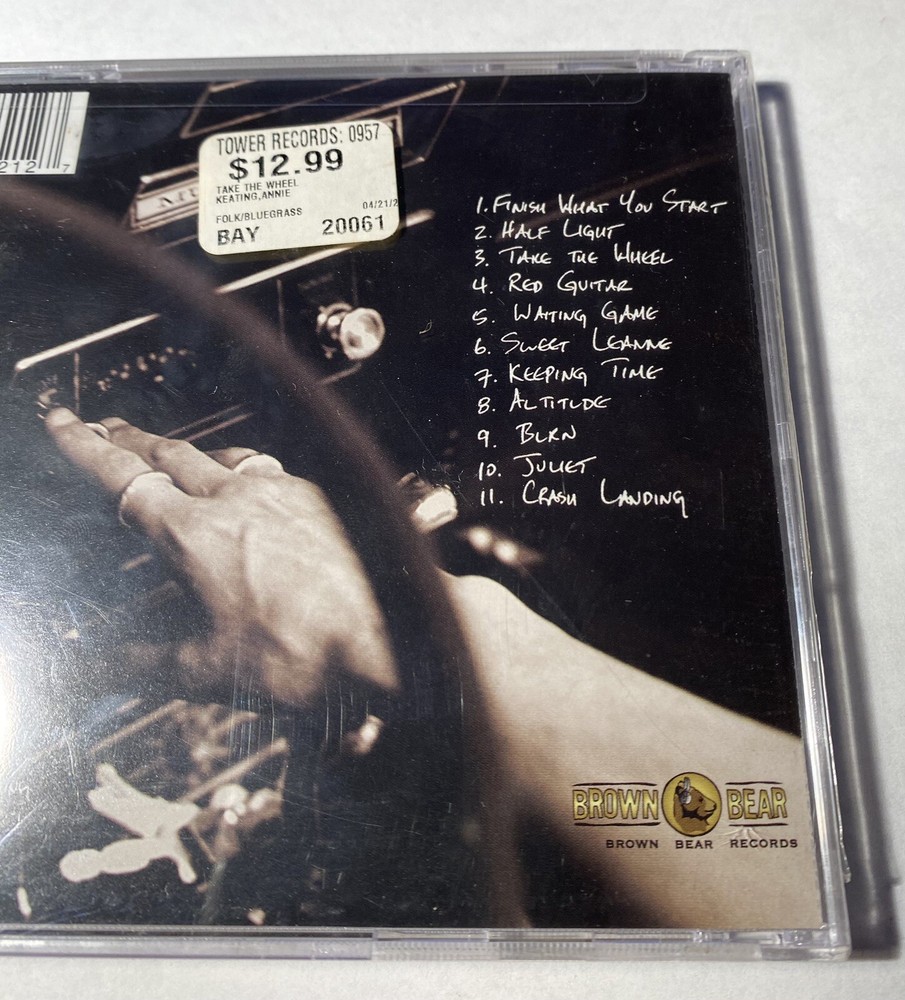 212 7
TOWER RECORDS: 0957
$12.99
TAKE THE WHEEL
KEATING,ANNIE
04/21/2
FOLK/BLUEGRASS
BAY 20061
1. FINISH WHAT YOU START
2. HALF LIGHT
3. TAKE THE WHEEL
4. RED GUITAR
5. WAITING GAME
6. SWEET LEANNE
7. KEEPING TIME
8. ALTITUDE
9. BURN
10. JULIET
11. CRASH LANDING
BROWN BEAR
BROWN BEAR RECORDS